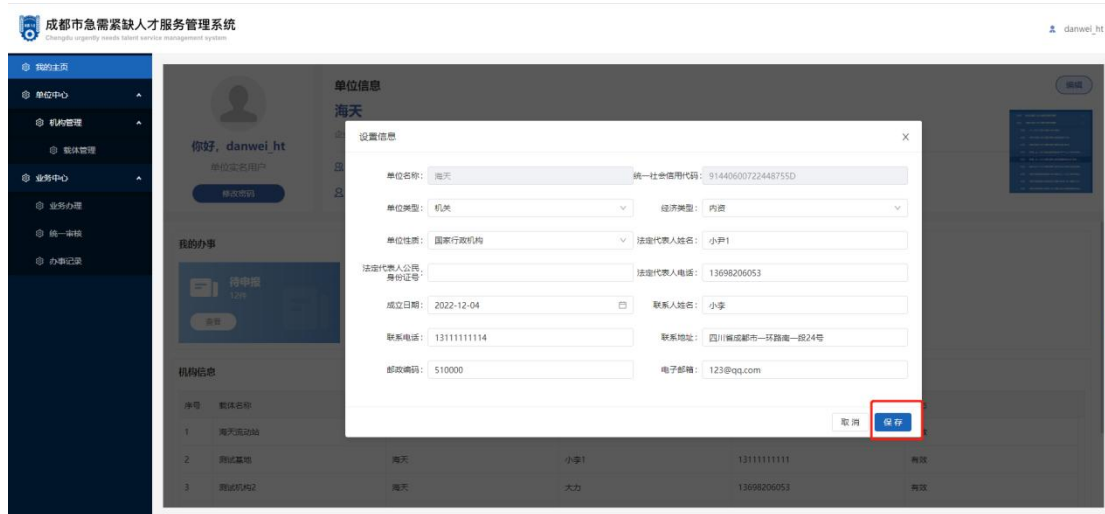 成都市急需紧缺人才服务管理系统
Chengdu urgently needs talent service management system
danwei_ht
我的主页
单位中心
机构管理
载体管理
业务中心
业务办理
统一审核
办事记录
你好, danwei_ht
单位实名用户
修改密码
单位信息
编辑
海天
设置信息
单位名称: 海天
统一社会信用代码: 91440600722448755D
单位类型: 机关
经济类型: 内资
单位性质: 国家行政机构
法定代表人姓名: 小尹1
法定代表人公民身份证号:
法定代表人电话: 13698206053
成立日期: 2022-12-04
联系人姓名: 小李
联系电话: 13111111114
联系地址: 四川省成都市一环路南一段24号
邮政编码: 510000
电子邮箱: 123@qq.com
取消
保存
我的办事
待申报
12件
查看
机构信息
序号 载体名称
1 海天流动站
2 测试基地 海天 小李1 13111111111 有效
3 测试机构2 海天 大力 13698206053 有效